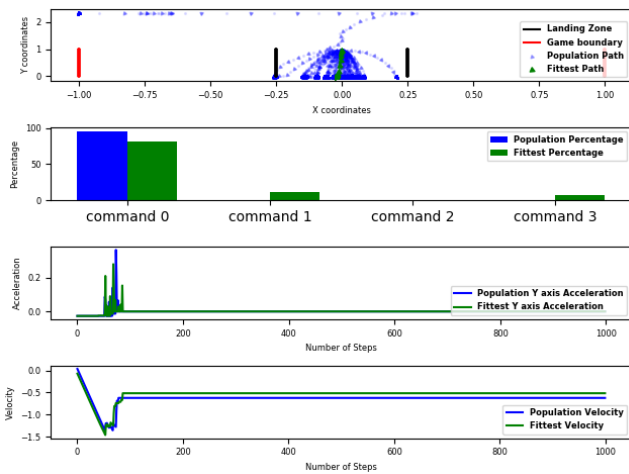 Y coordinates
2
1
0
Landing Zone
Game boundary
Population Path
Fittest Path
−1.00 −0.75 −0.50 −0.25 0.00 0.25 0.50 0.75 1.00
X coordinates
Percentage
100
50
0
Population Percentage
Fittest Percentage
command 0 command 1 command 2 command 3
Acceleration
0.2
0.0
Population Y axis Acceleration
Fittest Y axis Acceleration
0 200 400 600 800 1000
Number of Steps
Velocity
0.0
−0.5
−1.0
−1.5
Population Velocity
Fittest Velocity
0 200 400 600 800 1000
Number of Steps